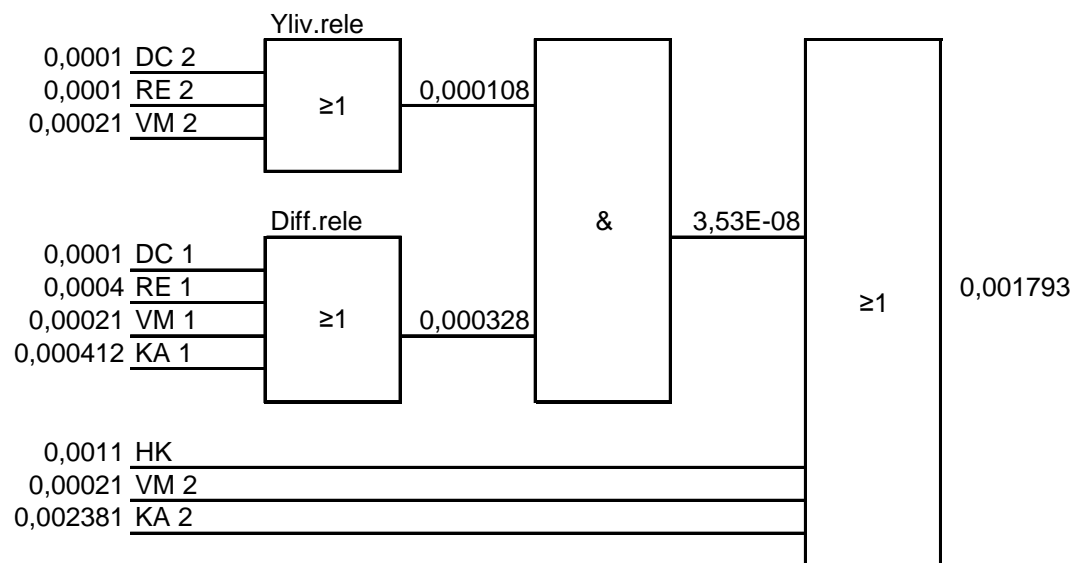 Yliv.rele
0,0001 DC 2
0,0001 RE 2
0,00021 VM 2
≥1
0,000108
Diff.rele
0,0001 DC 1
0,0004 RE 1
0,00021 VM 1
0,000412 KA 1
≥1
0,000328
&
3,53E-08
≥1
0,001793
0,0011 HK
0,00021 VM 2
0,002381 KA 2